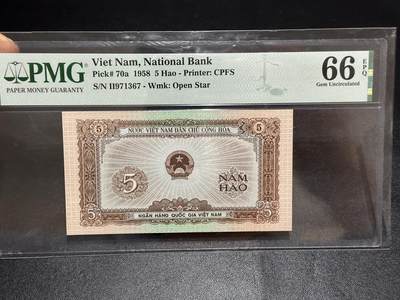 PMG
PAPER MONEY GUARANTY
Viet Nam, National Bank
Pick# 70a 1958 5 Hao - Printer: CPFS
S/N II971367 - Wmk: Open Star
66 EPQ
Gem Uncirculated
5 NƯỚC VIỆT NAM DÂN CHỦ CỘNG HÒA 5
5
NĂM
HÀO
5 NGÂN HÀNG QUỐC GIA VIỆT NAM 5